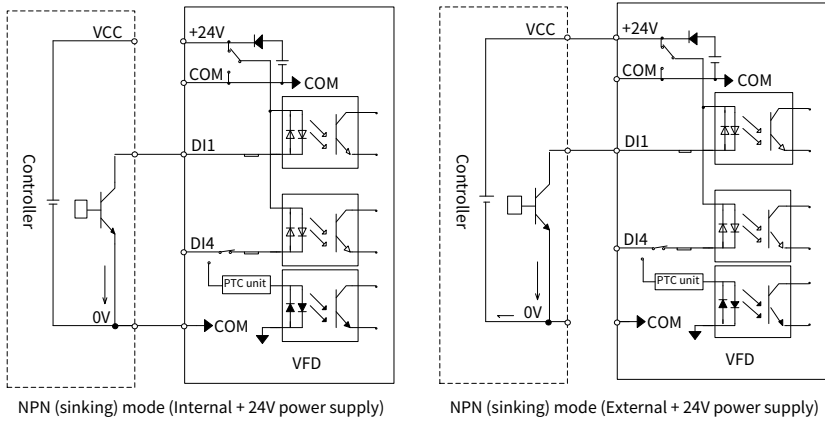 VCC
+24V
COM
COM
DI1
Controller
DI4
PTC unit
0V
COM
VFD
NPN (sinking) mode (Internal + 24V power supply)
VCC
+24V
COM
COM
DI1
Controller
DI4
PTC unit
0V
COM
VFD
NPN (sinking) mode (External + 24V power supply)